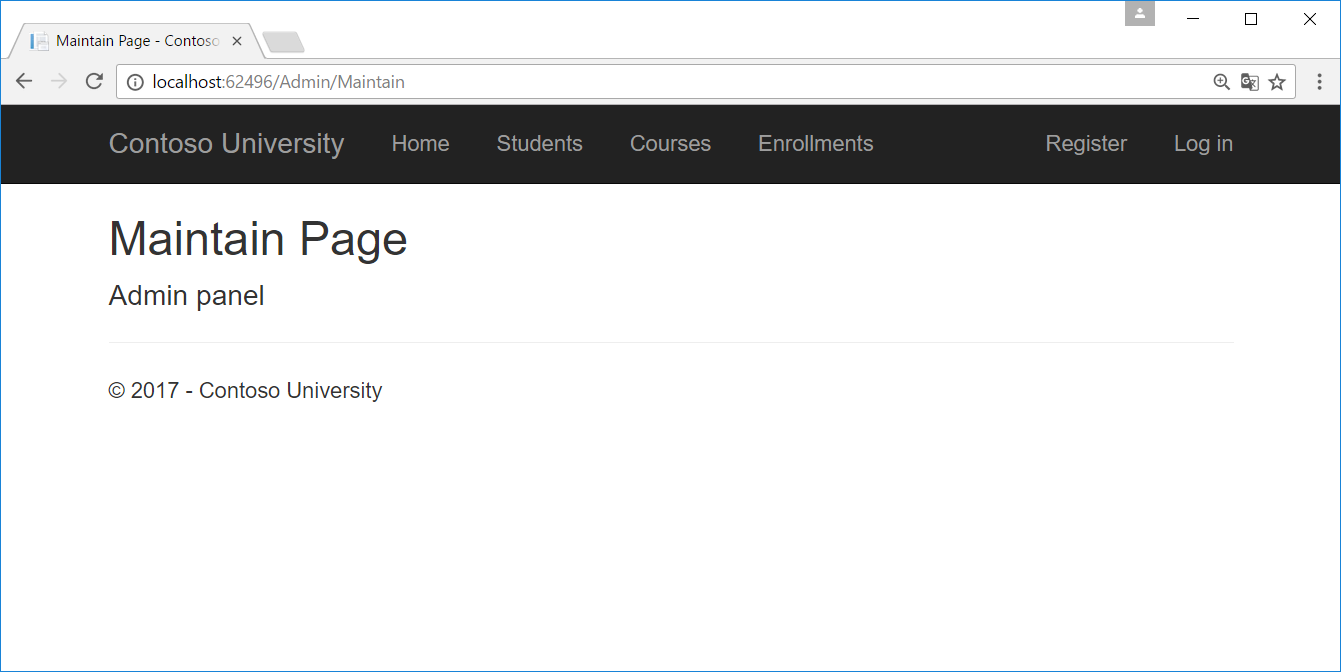 Maintain Page - Contoso
localhost:62496/Admin/Maintain
Contoso University Home Students Courses Enrollments Register Log in
Maintain Page
Admin panel
© 2017 - Contoso University